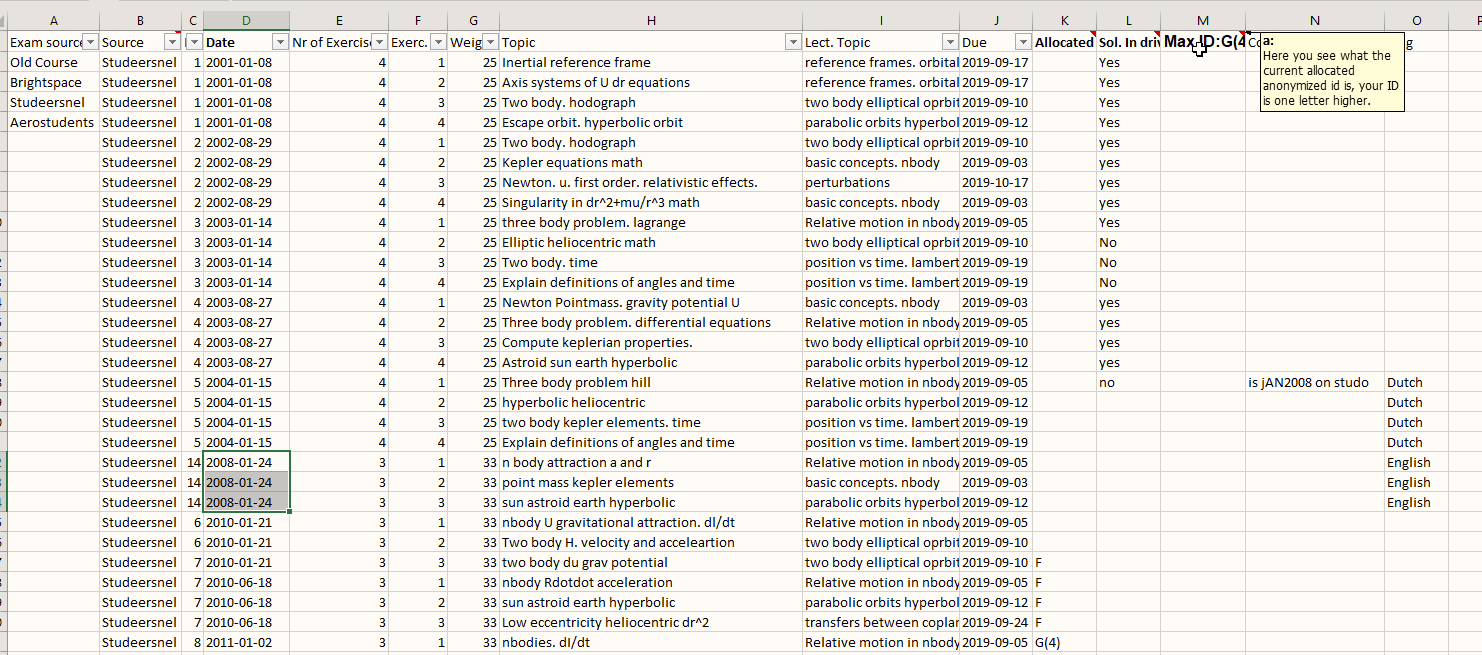 A B C D E F G H I J K L M N O
Exam source Source Date Nr of Exercise Exerc. Weig Topic Lect. Topic Due Allocated Sol. In driv Max ID:G(4 Co g
a:
Here you see what the
current allocated
anonymized id is, your ID
is one letter higher.
Old Course Studeersnel 1 2001-01-08 4 1 25 Inertial reference frame reference frames. orbital 2019-09-17 Yes
Brightspace Studeersnel 1 2001-01-08 4 2 25 Axis systems of U dr equations reference frames. orbital 2019-09-17 Yes
Studeersnel Studeersnel 1 2001-01-08 4 3 25 Two body. hodograph two body elliptical oprbit 2019-09-10 Yes
Aerostudents Studeersnel 1 2001-01-08 4 4 25 Escape orbit. hyperbolic orbit parabolic orbits hyperbol 2019-09-12 Yes
Studeersnel 2 2002-08-29 4 1 25 Two body. hodograph two body elliptical oprbit 2019-09-10 yes
Studeersnel 2 2002-08-29 4 2 25 Kepler equations math basic concepts. nbody 2019-09-03 yes
Studeersnel 2 2002-08-29 4 3 25 Newton. u. first order. relativistic effects. perturbations 2019-10-17 yes
Studeersnel 2 2002-08-29 4 4 25 Singularity in dr^2+mu/r^3 math basic concepts. nbody 2019-09-03 yes
Studeersnel 3 2003-01-14 4 1 25 three body problem. lagrange Relative motion in nbody 2019-09-05 Yes
Studeersnel 3 2003-01-14 4 2 25 Elliptic heliocentric math two body elliptical oprbit 2019-09-10 No
Studeersnel 3 2003-01-14 4 3 25 Two body. time position vs time. lambert 2019-09-19 No
Studeersnel 3 2003-01-14 4 4 25 Explain definitions of angles and time position vs time. lambert 2019-09-19 No
Studeersnel 4 2003-08-27 4 1 25 Newton Pointmass. gravity potential U basic concepts. nbody 2019-09-03 yes
Studeersnel 4 2003-08-27 4 2 25 Three body problem. differential equations Relative motion in nbody 2019-09-05 yes
Studeersnel 4 2003-08-27 4 3 25 Compute keplerian properties. two body elliptical oprbit 2019-09-10 yes
Studeersnel 4 2003-08-27 4 4 25 Astroid sun earth hyperbolic parabolic orbits hyperbol 2019-09-12 yes
Studeersnel 5 2004-01-15 4 1 25 Three body problem hill Relative motion in nbody 2019-09-05 no is jAN2008 on studo Dutch
Studeersnel 5 2004-01-15 4 2 25 hyperbolic heliocentric parabolic orbits hyperbol 2019-09-12 Dutch
Studeersnel 5 2004-01-15 4 3 25 two body kepler elements. time position vs time. lambert 2019-09-19 Dutch
Studeersnel 5 2004-01-15 4 4 25 Explain definitions of angles and time position vs time. lambert 2019-09-19 Dutch
Studeersnel 14 2008-01-24 3 1 33 n body attraction a and r Relative motion in nbody 2019-09-05 English
Studeersnel 14 2008-01-24 3 2 33 point mass kepler elements basic concepts. nbody 2019-09-03 English
Studeersnel 14 2008-01-24 3 3 33 sun astroid earth hyperbolic parabolic orbits hyperbol 2019-09-12 English
Studeersnel 6 2010-01-21 3 1 33 nbody U gravitational attraction. dI/dt Relative motion in nbody 2019-09-05
Studeersnel 6 2010-01-21 3 2 33 Two body H. velocity and acceleartion two body elliptical oprbit 2019-09-10
Studeersnel 7 2010-01-21 3 3 33 two body du grav potential two body elliptical oprbit 2019-09-10 F
Studeersnel 7 2010-06-18 3 1 33 nbody Rdotdot acceleration Relative motion in nbody 2019-09-05 F
Studeersnel 7 2010-06-18 3 2 33 sun astroid earth hyperbolic parabolic orbits hyperbol 2019-09-12 F
Studeersnel 7 2010-06-18 3 3 33 Low eccentricity heliocentric dr^2 transfers between coplar 2019-09-24 F
Studeersnel 8 2011-01-02 3 1 33 nbodies. dI/dt Relative motion in nbody 2019-09-05 G(4)